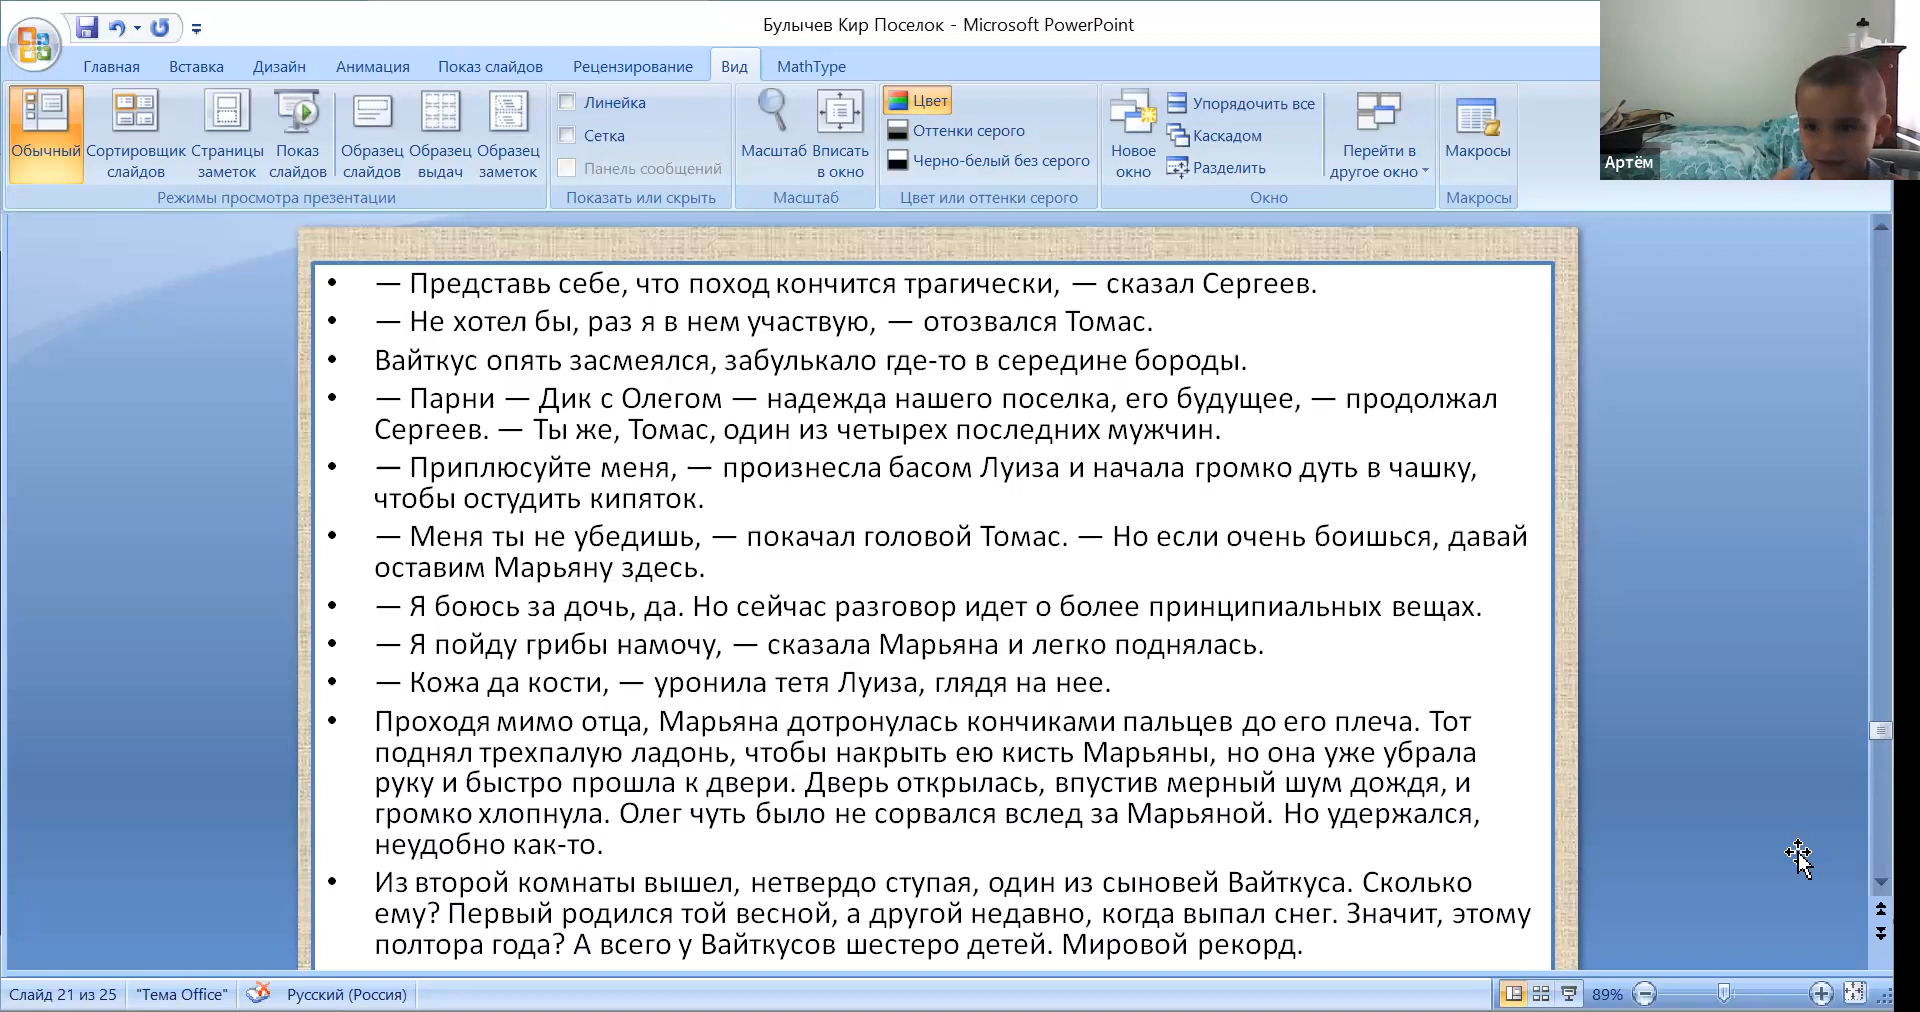 Булычев Кир Поселок - Microsoft PowerPoint
Главная Вставка Дизайн Анимация Показ слайдов Рецензирование Вид MathType
Обычный
Сортировщик слайдов
Страницы заметок
Показ слайдов
Образец слайдов
Образец выдач
Образец заметок
Режимы просмотра презентации
Линейка
Сетка
Панель сообщений
Показать или скрыть
Масштаб
Вписать в окно
Масштаб
Цвет
Оттенки серого
Черно-белый без серого
Цвет или оттенки серого
Новое окно
Упорядочить все
Каскадом
Разделить
Перейти в другое окно
Окно
Макросы
Макросы
Артём
• — Представь себе, что поход кончится трагически, — сказал Сергеев.
• — Не хотел бы, раз я в нем участвую, — отозвался Томас.
• Вайткус опять засмеялся, забулькало где-то в середине бороды.
• — Парни — Дик с Олегом — надежда нашего поселка, его будущее, — продолжал
Сергеев. — Ты же, Томас, один из четырех последних мужчин.
• — Приплюсуйте меня, — произнесла басом Луиза и начала громко дуть в чашку,
чтобы остудить кипяток.
• — Меня ты не убедишь, — покачал головой Томас. — Но если очень боишься, давай
оставим Марьяну здесь.
• — Я боюсь за дочь, да. Но сейчас разговор идет о более принципиальных вещах.
• — Я пойду грибы намочу, — сказала Марьяна и легко поднялась.
• — Кожа да кости, — уронила тетя Луиза, глядя на нее.
• Проходя мимо отца, Марьяна дотронулась кончиками пальцев до его плеча. Тот
поднял трехпалую ладонь, чтобы накрыть ею кисть Марьяны, но она уже убрала
руку и быстро прошла к двери. Дверь открылась, впустив мерный шум дождя, и
громко хлопнула. Олег чуть было не сорвался вслед за Марьяной. Но удержался,
неудобно как-то.
• Из второй комнаты вышел, нетвердо ступая, один из сыновей Вайткуса. Сколько
ему? Первый родился той весной, а другой недавно, когда выпал снег. Значит, этому
полтора года? А всего у Вайткусов шестеро детей. Мировой рекорд.
Слайд 21 из 25 "Тема Office" Русский (Россия) 89%